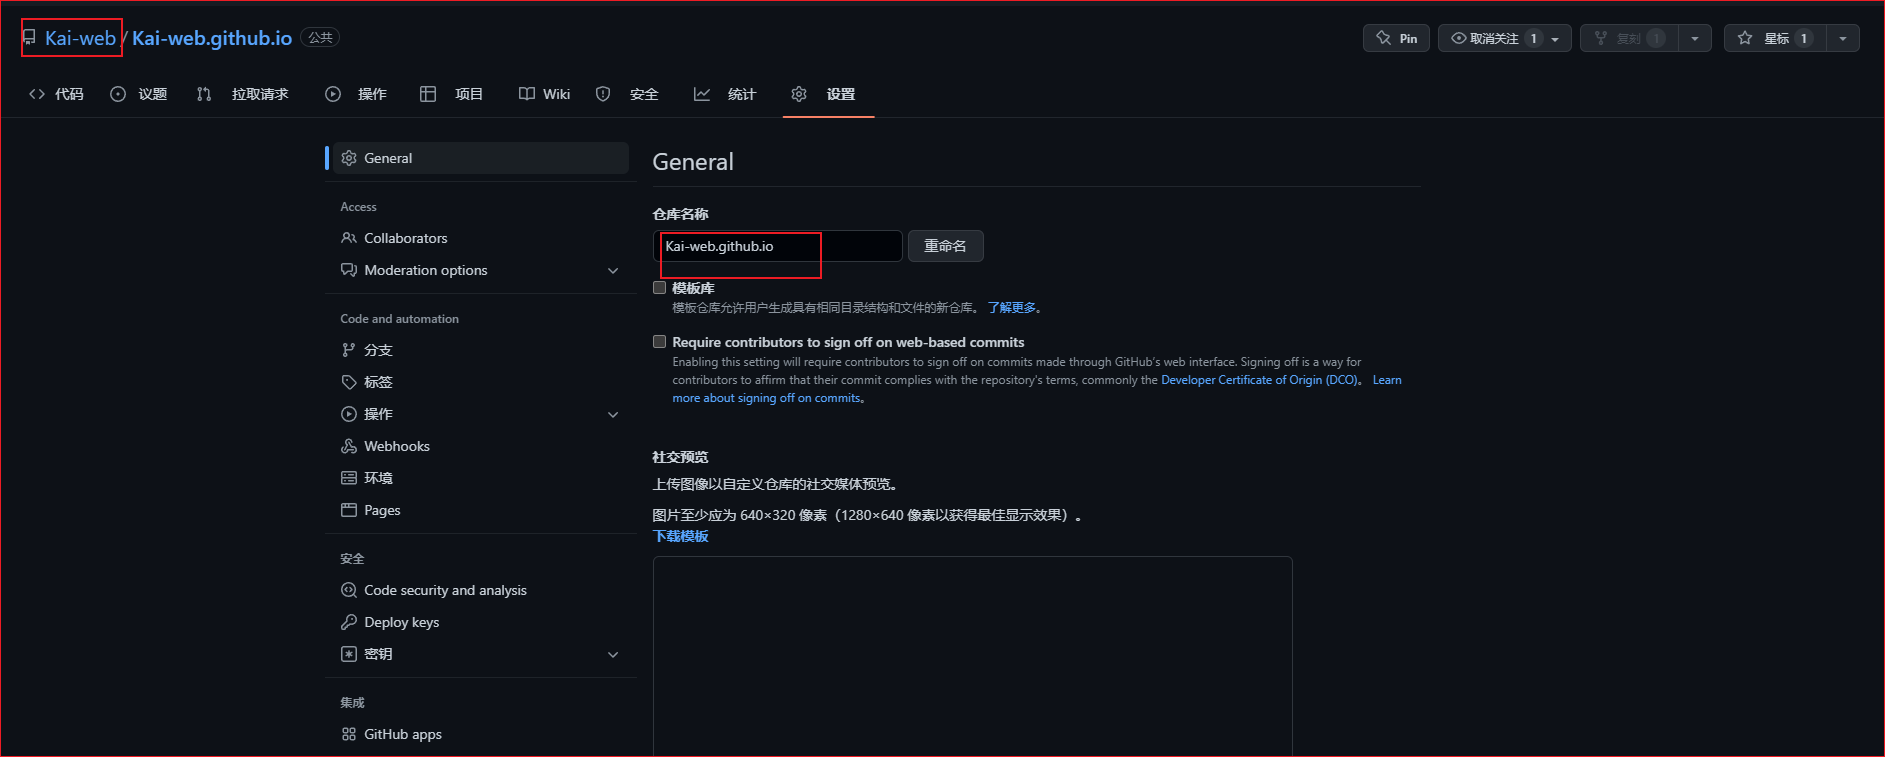 Kai-web / Kai-web.github.io 公共
Pin 取消关注 1 复刻 1 星标 1
代码 议题 拉取请求 操作 项目 Wiki 安全 统计 设置
General
Access
Collaborators
Moderation options
Code and automation
分支
标签
操作
Webhooks
环境
Pages
安全
Code security and analysis
Deploy keys
密钥
集成
GitHub apps
General
仓库名称
Kai-web.github.io 重命名
模板库
模板仓库允许用户生成具有相同目录结构和文件的新仓库。 了解更多。
Require contributors to sign off on web-based commits
Enabling this setting will require contributors to sign off on commits made through GitHub's web interface. Signing off is a way for
contributors to affirm that their commit complies with the repository's terms, commonly the Developer Certificate of Origin (DCO)。 Learn
more about signing off on commits。
社交预览
上传图像以自定义仓库的社交媒体预览。
图片至少应为 640×320 像素（1280×640 像素以获得最佳显示效果）。
下载模板